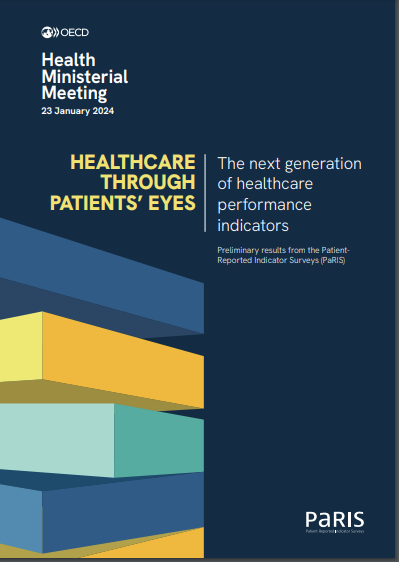 OECD
Health
Ministerial
Meeting
23 January 2024
HEALTHCARE
THROUGH
PATIENTS’ EYES
The next generation
of healthcare
performance
indicators
Preliminary results from the Patient-
Reported Indicator Surveys (PaRIS)
PaRIS
Patient-Reported Indicator Surveys